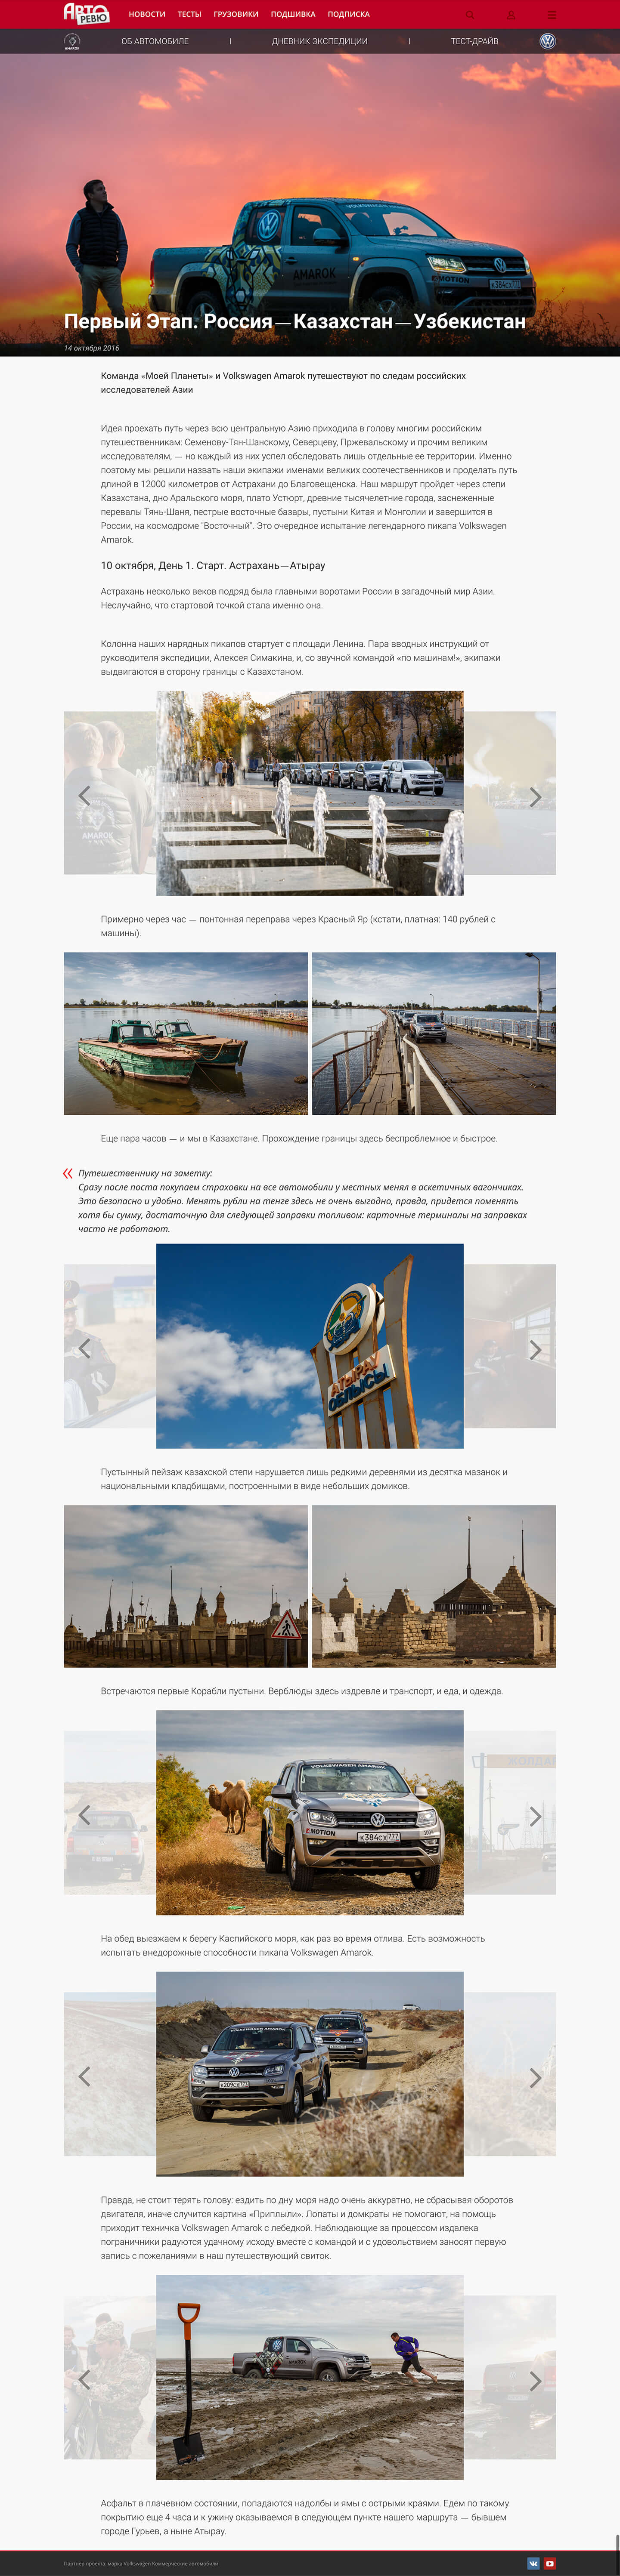 АВТО
РЕВЮ
НОВОСТИ ТЕСТЫ ГРУЗОВИКИ ПОДШИВКА ПОДПИСКА
AMAROK
ОБ АВТОМОБИЛЕ | ДНЕВНИК ЭКСПЕДИЦИИ | ТЕСТ-ДРАЙВ
AMAROK
4MOTION
к384сх777
Первый Этап. Россия—Казахстан—Узбекистан
14 октября 2016
Команда «Моей Планеты» и Volkswagen Amarok путешествуют по следам российских
исследователей Азии
Идея проехать путь через всю центральную Азию приходила в голову многим российским
путешественникам: Семенову-Тян-Шанскому, Северцеву, Пржевальскому и прочим великим
исследователям, — но каждый из них успел обследовать лишь отдельные ее территории. Именно
поэтому мы решили назвать наши экипажи именами великих соотечественников и проделать путь
длиной в 12000 километров от Астрахани до Благовещенска. Наш маршрут пройдет через степи
Казахстана, дно Аральского моря, плато Устюрт, древние тысячелетние города, заснеженные
перевалы Тянь-Шаня, пестрые восточные базары, пустыни Китая и Монголии и завершится в
России, на космодроме "Восточный". Это очередное испытание легендарного пикапа Volkswagen
Amarok.
10 октября, День 1. Старт. Астрахань—Атырау
Астрахань несколько веков подряд была главными воротами России в загадочный мир Азии.
Неслучайно, что стартовой точкой стала именно она.
Колонна наших нарядных пикапов стартует с площади Ленина. Пара вводных инструкций от
руководителя экспедиции, Алексея Симакина, и, со звучной командой «по машинам!», экипажи
выдвигаются в сторону границы с Казахстаном.
AMAROK
Примерно через час — понтонная переправа через Красный Яр (кстати, платная: 140 рублей с
машины).
Еще пара часов — и мы в Казахстане. Прохождение границы здесь беспроблемное и быстрое.
Путешественнику на заметку:
Сразу после поста покупаем страховки на все автомобили у местных менял в аскетичных вагончиках.
Это безопасно и удобно. Менять рубли на тенге здесь не очень выгодно, правда, придется поменять
хотя бы сумму, достаточную для следующей заправки топливом: карточные терминалы на заправках
часто не работают.
АТЫРАУ
ОБЛЫСЫ
Пустынный пейзаж казахской степи нарушается лишь редкими деревнями из десятка мазанок и
национальными кладбищами, построенными в виде небольших домиков.
Встречаются первые Корабли пустыни. Верблюды здесь издревле и транспорт, и еда, и одежда.
VOLKSWAGEN AMAROK
4MOTION
к384сх777
На обед выезжаем к берегу Каспийского моря, как раз во время отлива. Есть возможность
испытать внедорожные способности пикапа Volkswagen Amarok.
VOLKSWAGEN AMAROK
Правда, не стоит терять голову: ездить по дну моря надо очень аккуратно, не сбрасывая оборотов
двигателя, иначе случится картина «Приплыли». Лопаты и домкраты не помогают, на помощь
приходит техничка Volkswagen Amarok с лебедкой. Наблюдающие за процессом издалека
пограничники радуются удачному исходу вместе с командой и с удовольствием заносят первую
запись с пожеланиями в наш путешествующий свиток.
AMAROK
Асфальт в плачевном состоянии, попадаются надолбы и ямы с острыми краями. Едем по такому
покрытию еще 4 часа и к ужину оказываемся в следующем пункте нашего маршрута — бывшем
городе Гурьев, а ныне Атырау.
Партнер проекта: марка Volkswagen Коммерческие автомобили